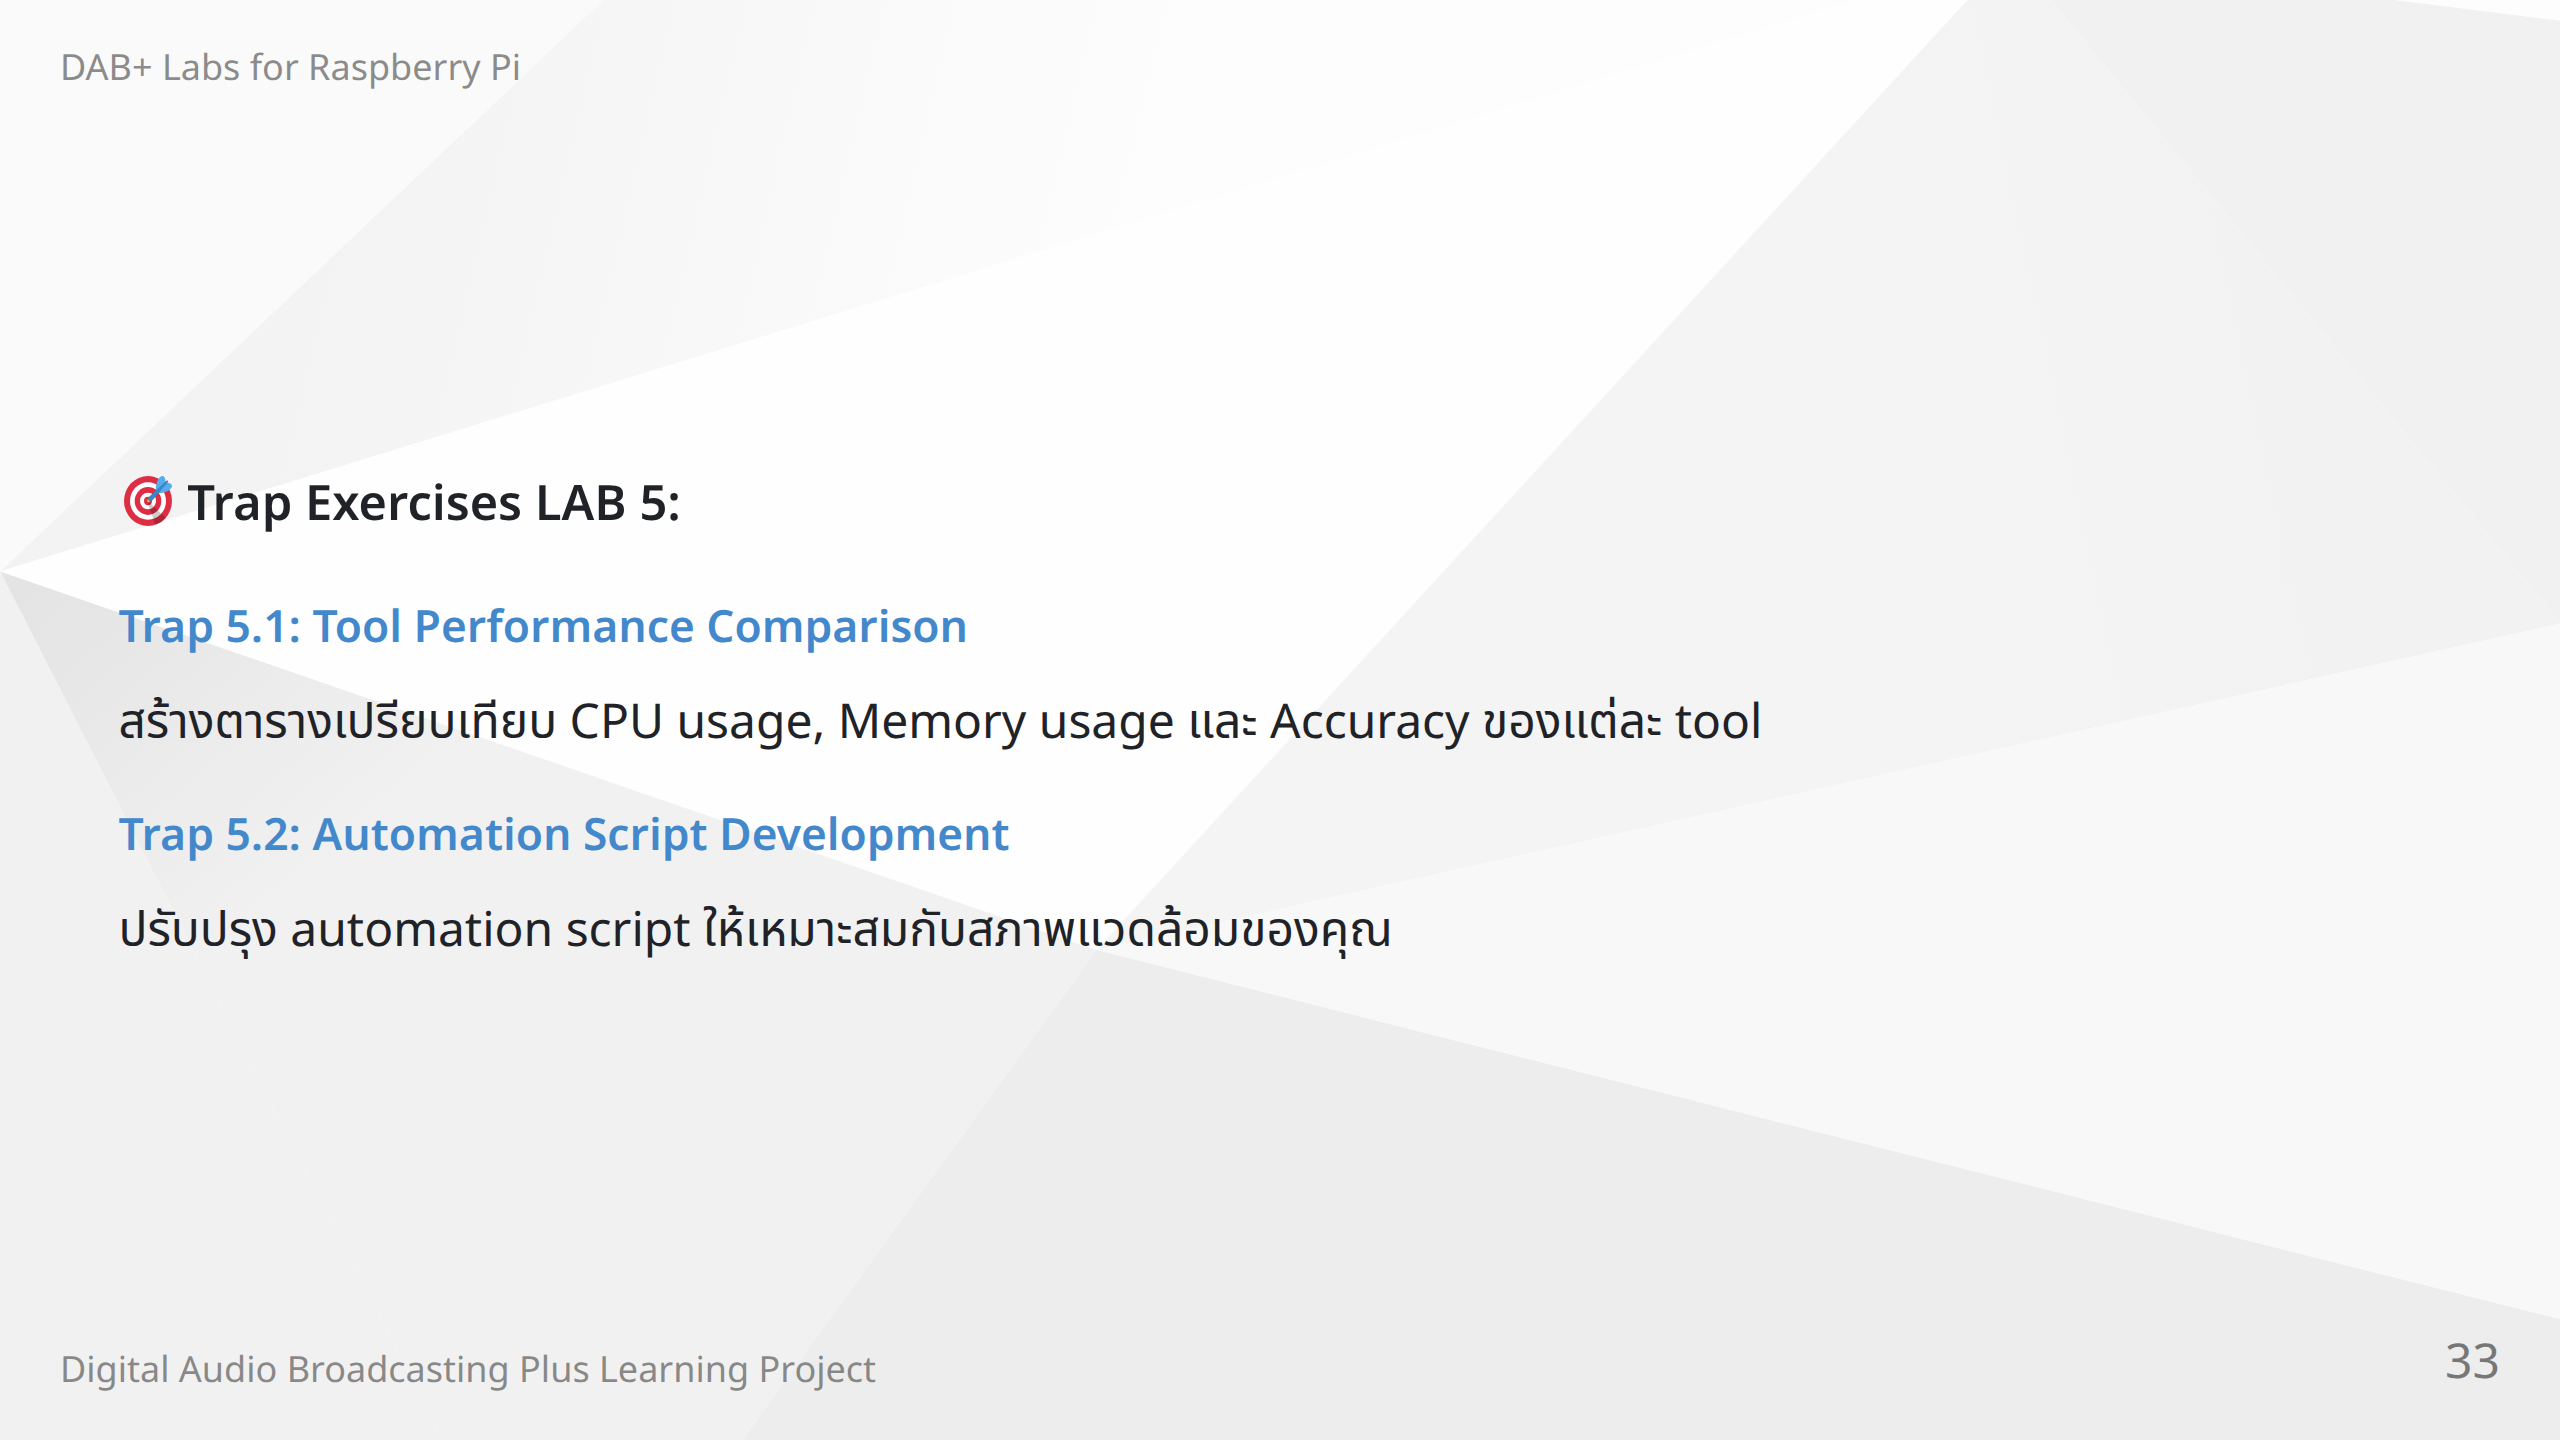 DAB+ Labs for Raspberry Pi
🎯 Trap Exercises LAB 5:
Trap 5.1: Tool Performance Comparison
สร้างตารางเปรียบเทียบ CPU usage, Memory usage และ Accuracy ของแต่ละ tool
Trap 5.2: Automation Script Development
ปรับปรุง automation script ให้เหมาะสมกับสภาพแวดล้อมของคุณ
Digital Audio Broadcasting Plus Learning Project
33